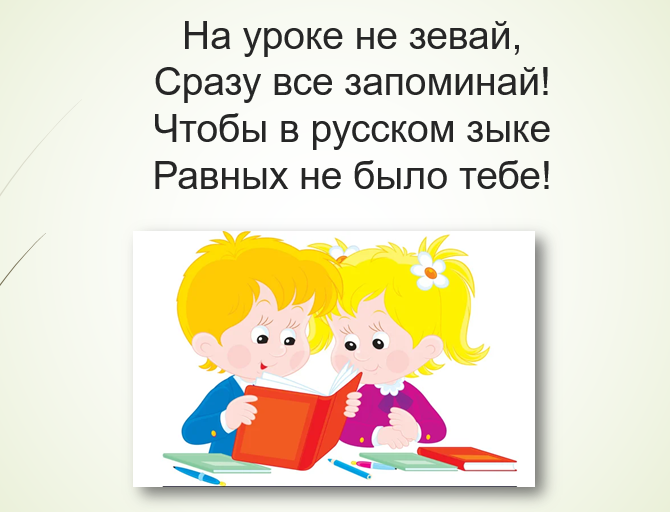 На уроке не зевай,
Сразу все запоминай!
Чтобы в русском зыке
Равных не было тебе!